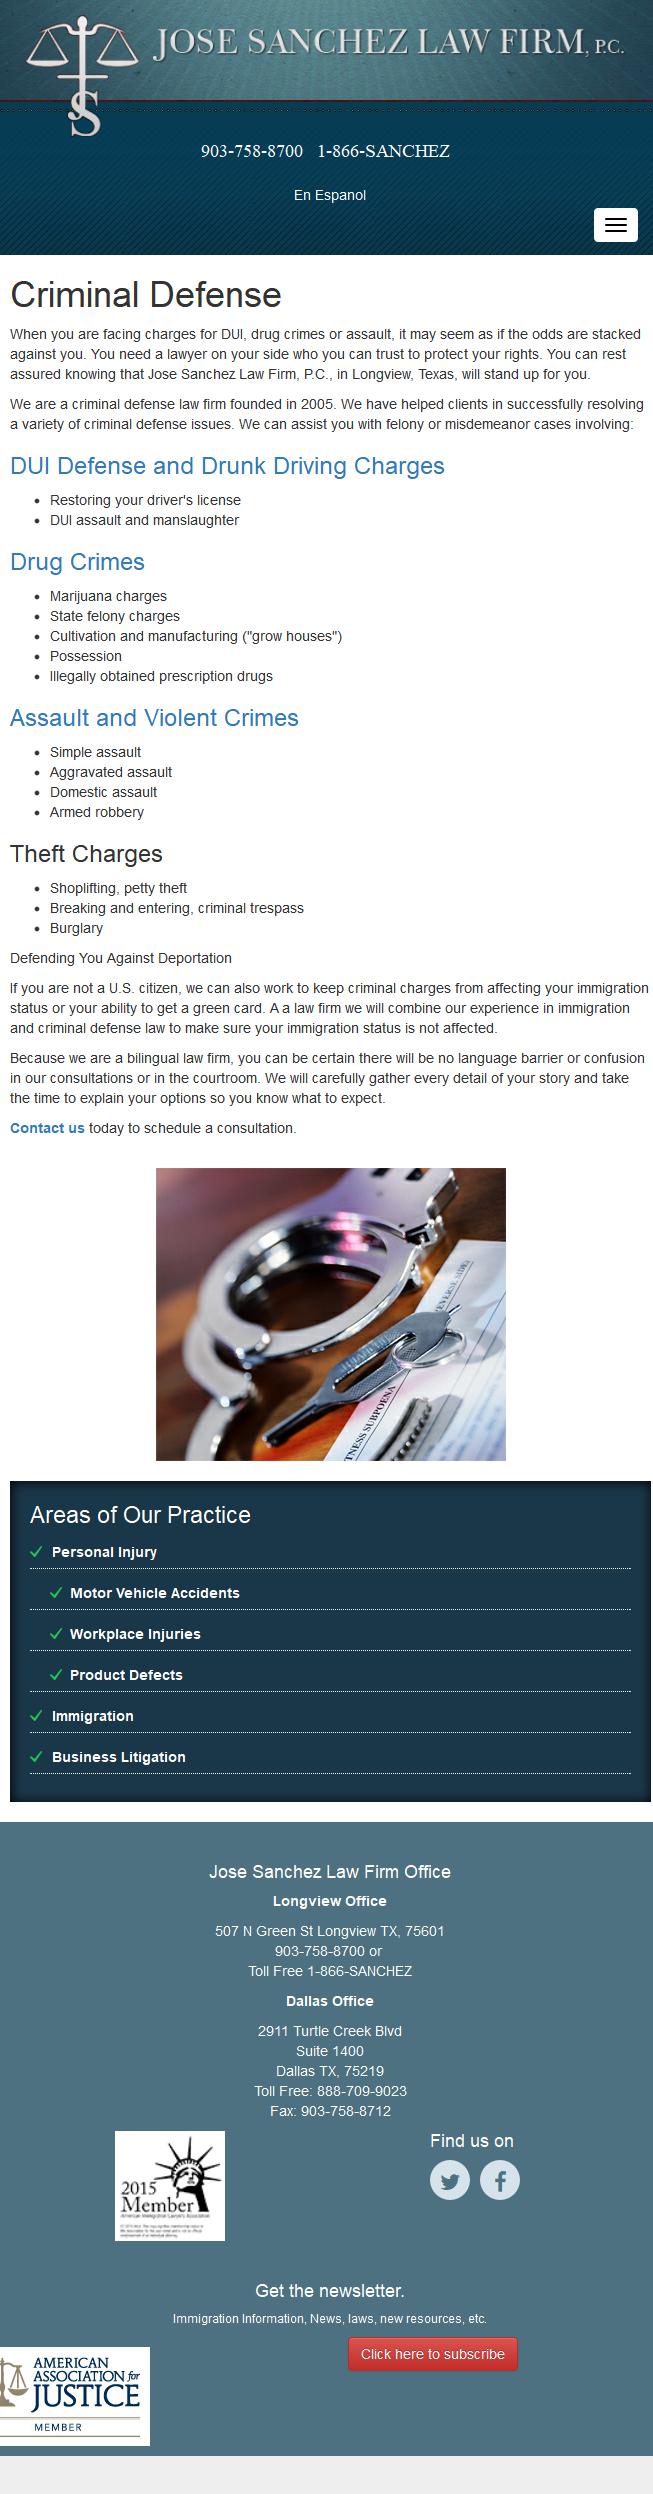 JOSE SANCHEZ LAW FIRM, P.C.
JS
903-758-8700 1-866-SANCHEZ
En Espanol
Criminal Defense
When you are facing charges for DUI, drug crimes or assault, it may seem as if the odds are stacked
against you. You need a lawyer on your side who you can trust to protect your rights. You can rest
assured knowing that Jose Sanchez Law Firm, P.C., in Longview, Texas, will stand up for you.
We are a criminal defense law firm founded in 2005. We have helped clients in successfully resolving
a variety of criminal defense issues. We can assist you with felony or misdemeanor cases involving:
DUI Defense and Drunk Driving Charges
• Restoring your driver's license
• DUI assault and manslaughter
Drug Crimes
• Marijuana charges
• State felony charges
• Cultivation and manufacturing ("grow houses")
• Possession
• Illegally obtained prescription drugs
Assault and Violent Crimes
• Simple assault
• Aggravated assault
• Domestic assault
• Armed robbery
Theft Charges
• Shoplifting, petty theft
• Breaking and entering, criminal trespass
• Burglary
Defending You Against Deportation
If you are not a U.S. citizen, we can also work to keep criminal charges from affecting your immigration
status or your ability to get a green card. A a law firm we will combine our experience in immigration
and criminal defense law to make sure your immigration status is not affected.
Because we are a bilingual law firm, you can be certain there will be no language barrier or confusion
in our consultations or in the courtroom. We will carefully gather every detail of your story and take
the time to explain your options so you know what to expect.
Contact us today to schedule a consultation.
EVERSE SIDE
TNESS SUBPOENA
Areas of Our Practice
Personal Injury
Motor Vehicle Accidents
Workplace Injuries
Product Defects
Immigration
Business Litigation
Jose Sanchez Law Firm Office
Longview Office
507 N Green St Longview TX, 75601
903-758-8700 or
Toll Free 1-866-SANCHEZ
Dallas Office
2911 Turtle Creek Blvd
Suite 1400
Dallas TX, 75219
Toll Free: 888-709-9023
Fax: 903-758-8712
2015
Member
American Immigration Lawyers Association
Find us on
Get the newsletter.
Immigration Information, News, laws, new resources, etc.
Click here to subscribe
AMERICAN
ASSOCIATION for
JUSTICE
MEMBER